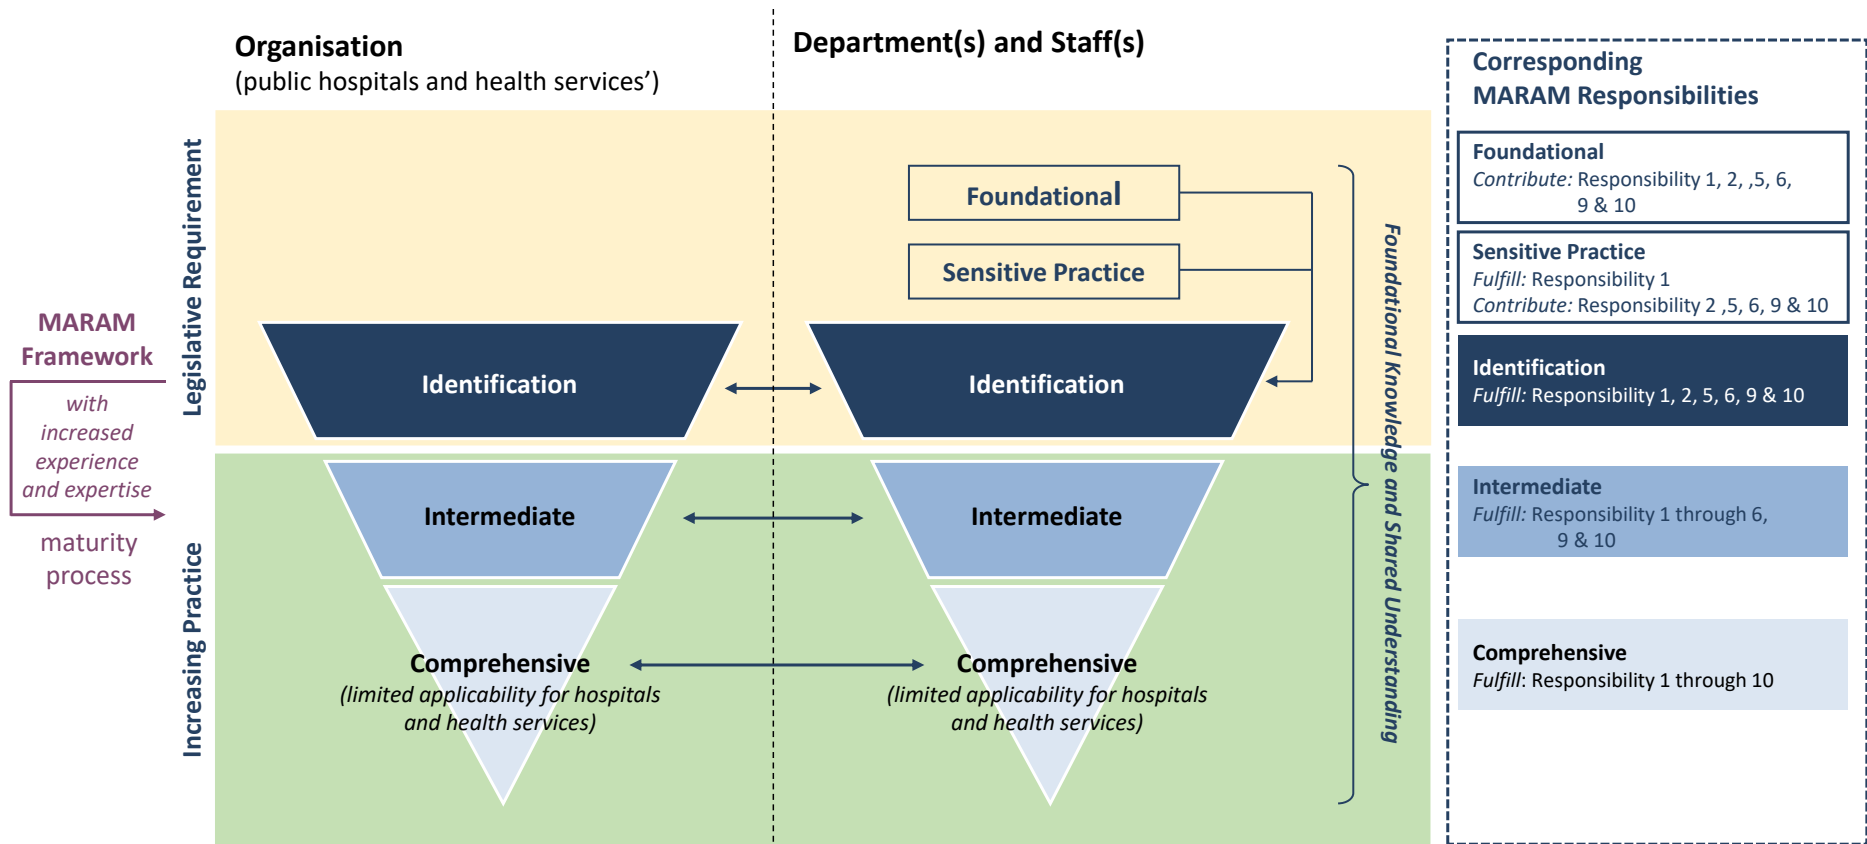 Organisation
(public hospitals and health services’)
Department(s) and Staff(s)
Corresponding
MARAM Responsibilities
MARAM
Framework
with
increased
experience
and expertise
maturity
process
Legislative Requirement
Increasing Practice
Foundational
Sensitive Practice
Identification
Identification
Intermediate
Intermediate
Comprehensive
(limited applicability for hospitals
and health services)
Comprehensive
(limited applicability for hospitals
and health services)
Foundational Knowledge and Shared Understanding
Foundational
Contribute: Responsibility 1, 2, ,5, 6,
9 & 10
Sensitive Practice
Fulfill: Responsibility 1
Contribute: Responsibility 2 ,5, 6, 9 & 10
Identification
Fulfill: Responsibility 1, 2, 5, 6, 9 & 10
Intermediate
Fulfill: Responsibility 1 through 6,
9 & 10
Comprehensive
Fulfill: Responsibility 1 through 10